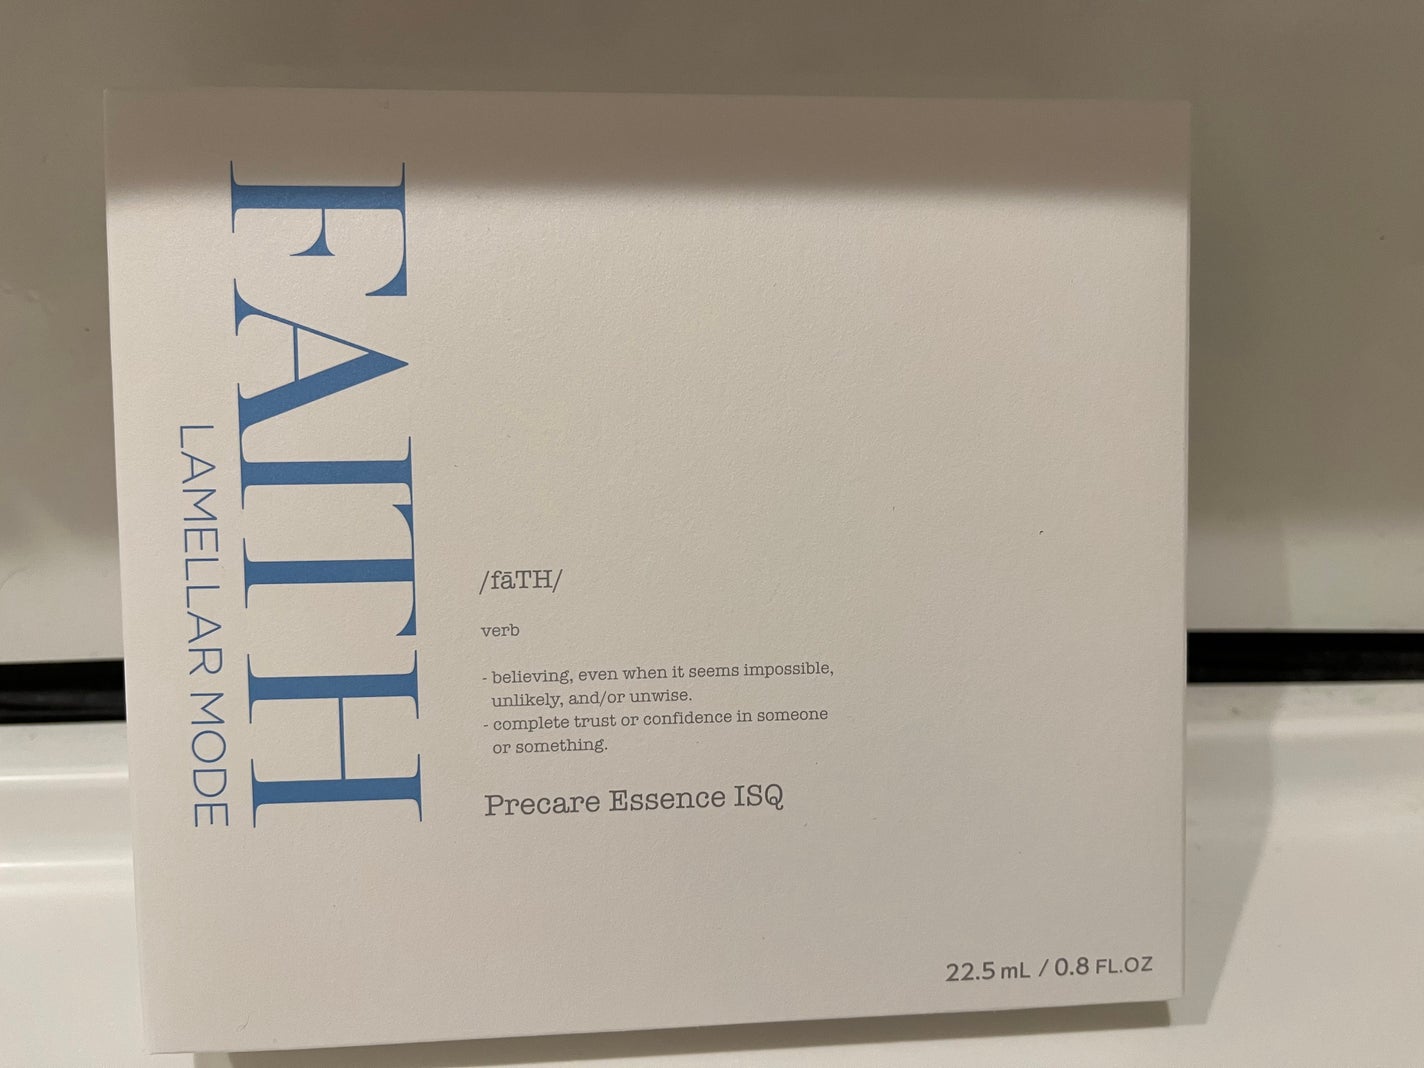 FAITH
LAMELLAR MODE
/fāTH/
verb
- believing, even when it seems impossible,
unlikely, and/or unwise.
- complete trust or confidence in someone
or something.
Precare Essence ISQ
22.5 mL / 0.8 FL.OZ